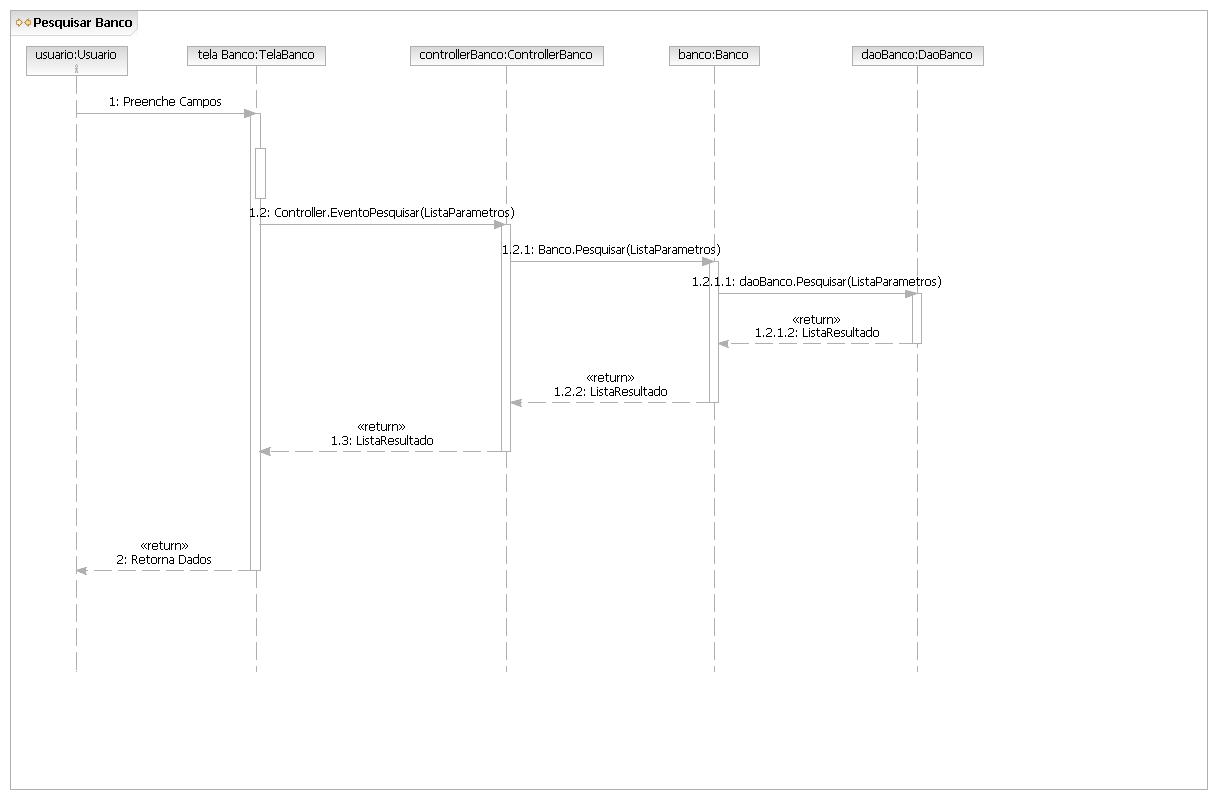 Pesquisar Banco
usuario:Usuario
tela Banco:TelaBanco
controllerBanco:ControllerBanco
banco:Banco
daoBanco:DaoBanco
1: Preenche Campos
1.2: Controller.EventoPesquisar(ListaParametros)
1.2.1: Banco.Pesquisar(ListaParametros)
1.2.1.1: daoBanco.Pesquisar(ListaParametros)
«return»
1.2.1.2: ListaResultado
«return»
1.2.2: ListaResultado
«return»
1.3: ListaResultado
«return»
2: Retorna Dados